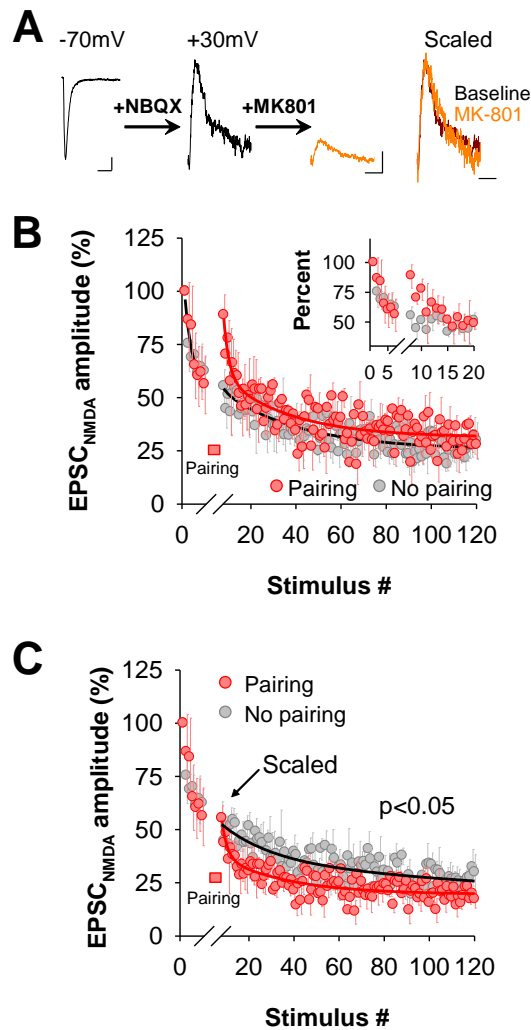 A
-70mV
+30mV
Scaled
+NBQX
+MK801
Baseline
MK-801
B
EPSCNMDA amplitude (%)
125
100
75
50
25
0
Percent
100
75
50
0 5 10 15 20
Pairing
Pairing
No pairing
0 20 40 60 80 100 120
Stimulus #
C
EPSCNMDA amplitude (%)
125
100
75
50
25
0
Pairing
No pairing
Scaled
p<0.05
Pairing
0 20 40 60 80 100 120
Stimulus #